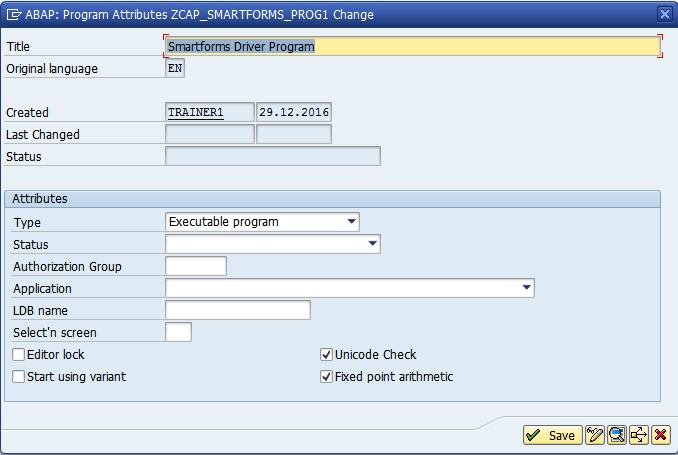 ABAP: Program Attributes ZCAP_SMARTFORMS_PROG1 Change
Title Smartforms Driver Program
Original language EN
Created TRAINER1 29.12.2016
Last Changed
Status
Attributes
Type Executable program
Status
Authorization Group
Application
LDB name
Select'n screen
Editor lock Unicode Check
Start using variant Fixed point arithmetic
Save